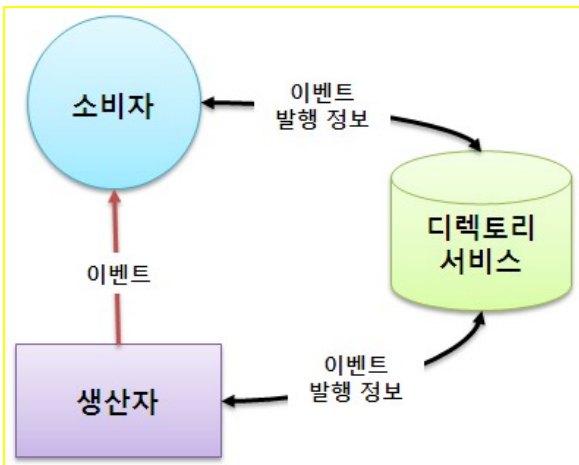 소비자
이벤트
발행 정보
디렉토리
서비스
이벤트
이벤트
발행 정보
생산자